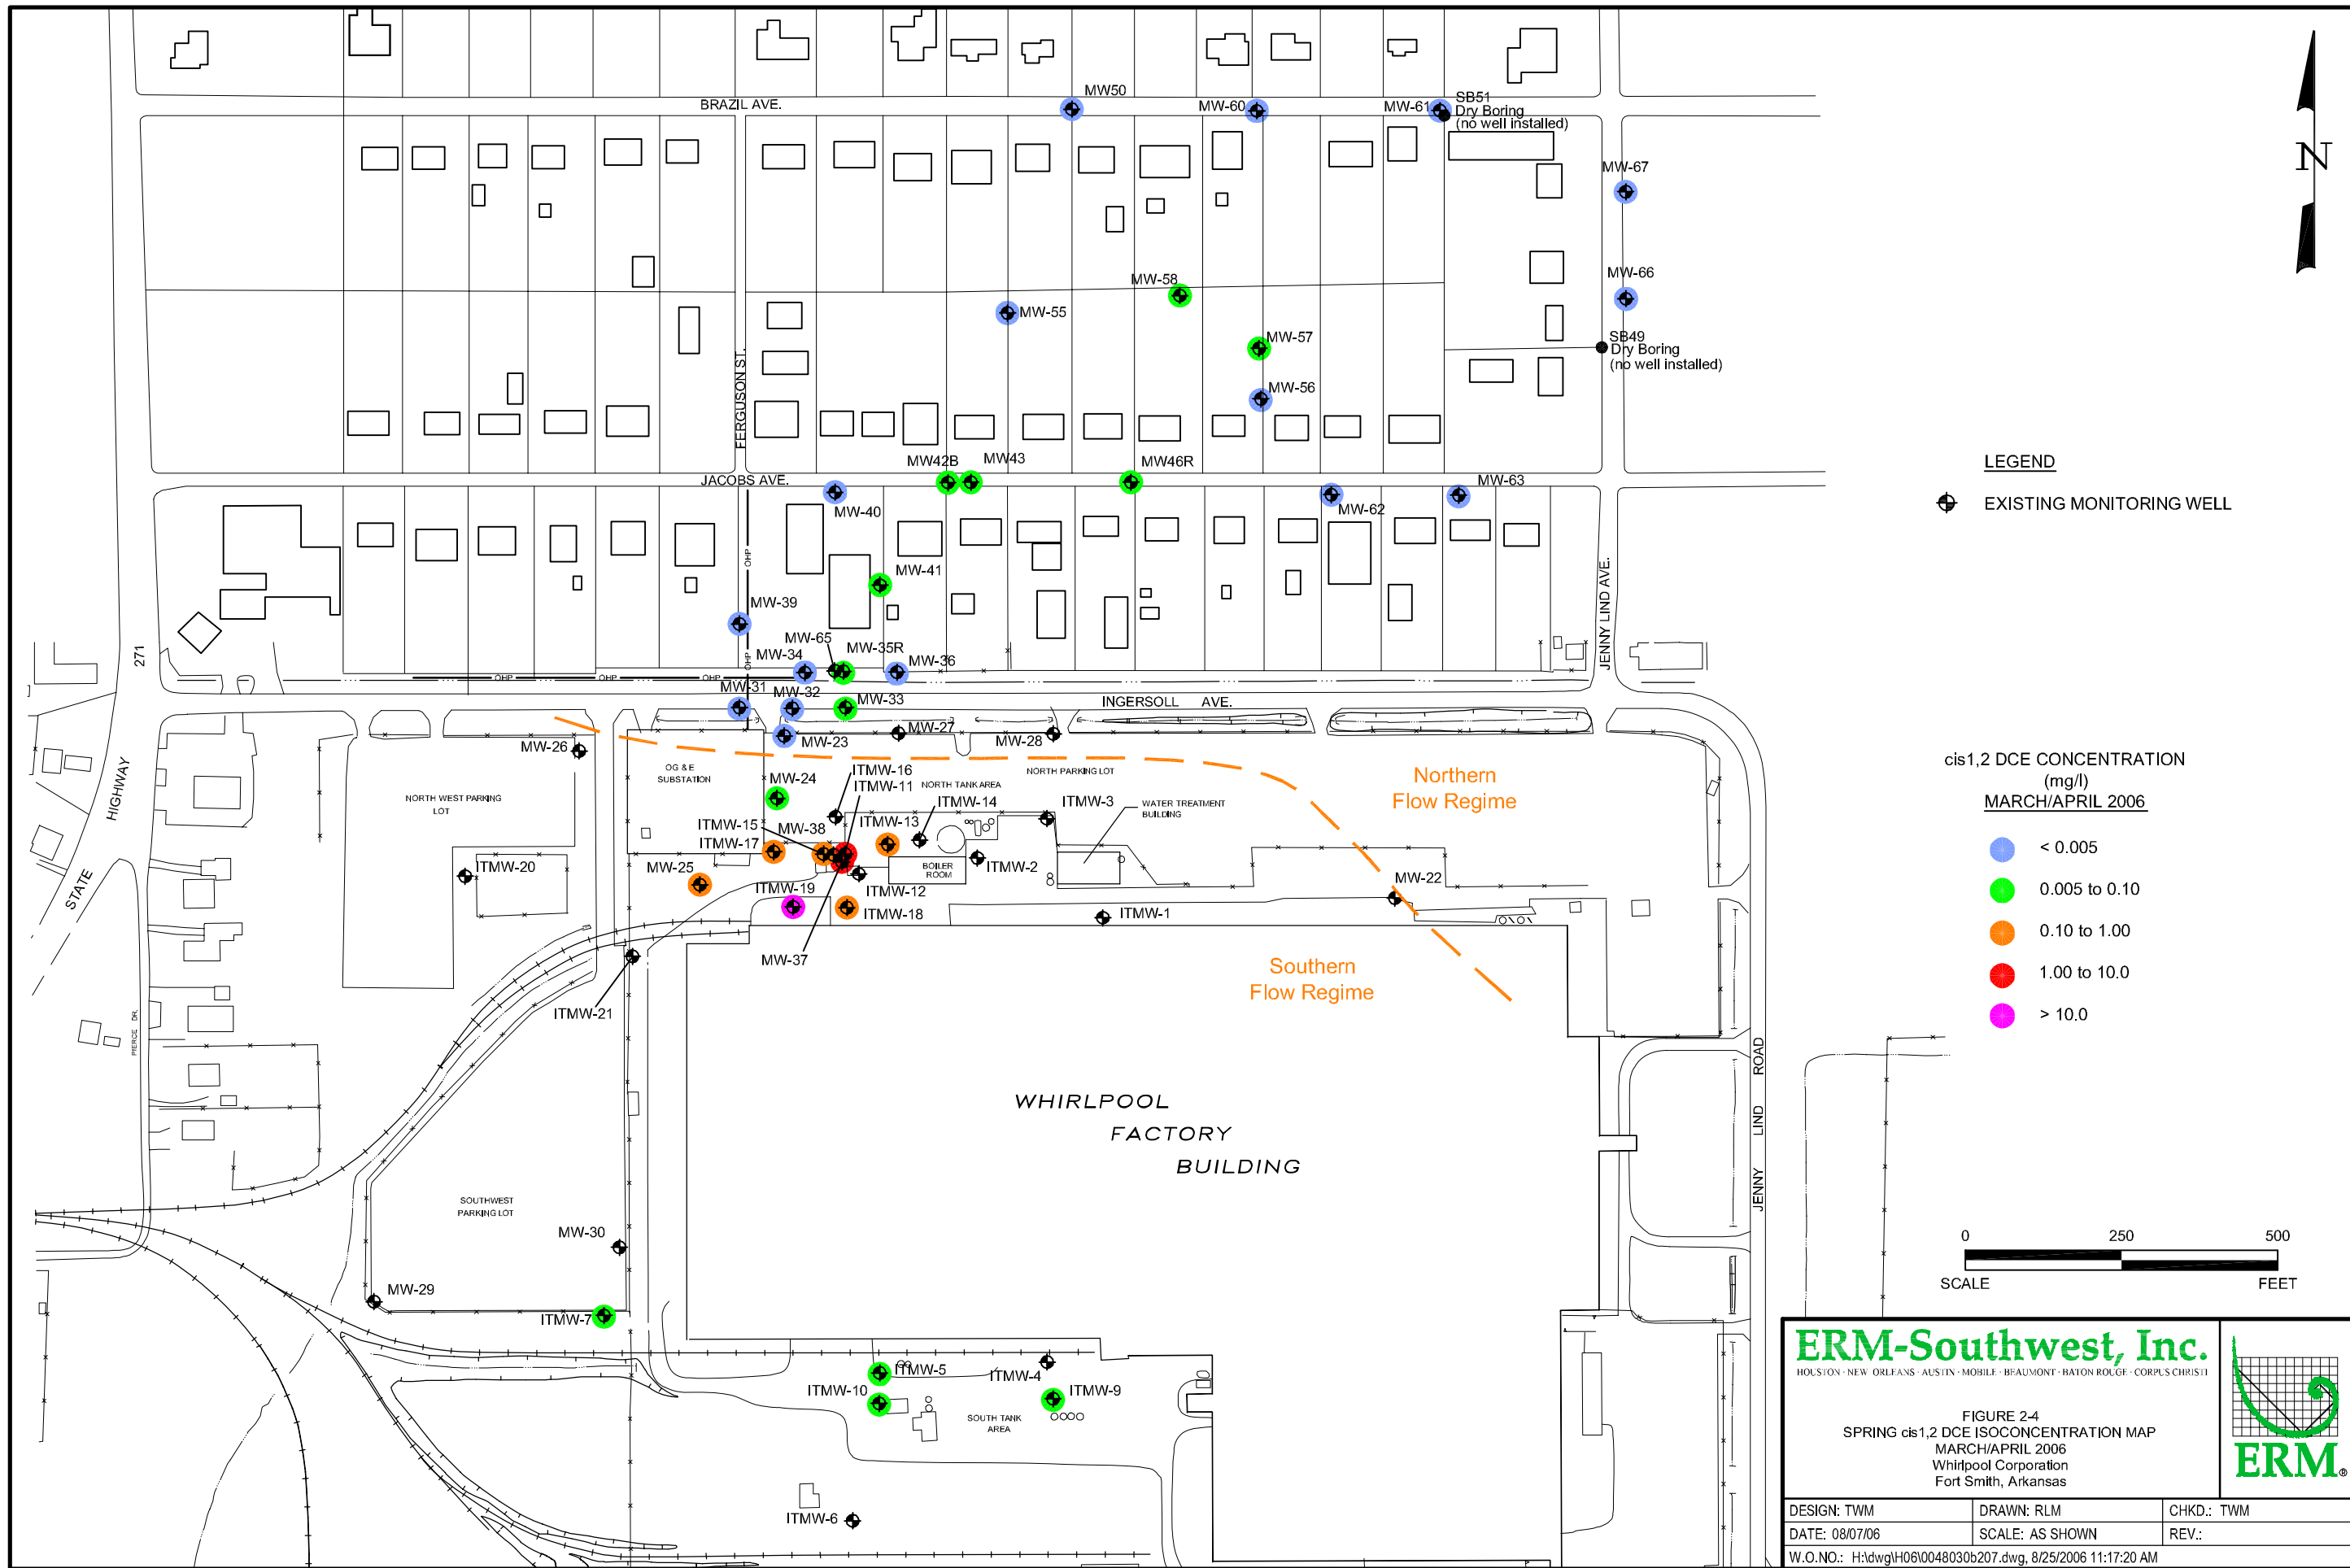 BRAZIL AVE.
MW50
MW-60
MW-61
SB51
Dry Boring
(no well installed)
MW-67
N
MW-58
MW-66
MW-55
MW-57
SB49
Dry Boring
(no well installed)
MW-56
FERGUSON ST.
MW42B
MW43
MW46R
JACOBS AVE.
MW-40
MW-62
MW-63
LEGEND
EXISTING MONITORING WELL
OHP
MW-41
MW-39
JENNY LIND AVE.
MW-65
MW-35R
MW-34
MW-36
OHP
271
OHP
OHP
OHP
MW-31
MW-32
MW-33
INGERSOLL AVE.
MW-23
MW-27
MW-28
MW-26
OG & E
SUBSTATION
ITMW-16
NORTH PARKING LOT
Northern
Flow Regime
MW-24
ITMW-11
NORTH TANK AREA
NORTH WEST PARKING
LOT
ITMW-14
ITMW-3
WATER TREATMENT
BUILDING
HIGHWAY
STATE
ITMW-15
MW-38
ITMW-13
ITMW-17
MW-25
ITMW-20
BOILER
ROOM
ITMW-2
ITMW-19
ITMW-12
MW-22
ITMW-18
ITMW-1
MW-37
Southern
Flow Regime
ITMW-21
PIERCE DR.
cis1,2 DCE CONCENTRATION
(mg/l)
MARCH/APRIL 2006
< 0.005
0.005 to 0.10
0.10 to 1.00
1.00 to 10.0
> 10.0
WHIRLPOOL
FACTORY
BUILDING
JENNY LIND ROAD
SOUTHWEST
PARKING LOT
MW-30
MW-29
ITMW-7
0 250 500
SCALE FEET
ITMW-5
ITMW-4
ITMW-10
ITMW-9
SOUTH TANK
AREA
ITMW-6
ERM-Southwest, Inc.
HOUSTON · NEW ORLEANS · AUSTIN · MOBILE · BEAUMONT · BATON ROUGE · CORPUS CHRISTI
FIGURE 2-4
SPRING cis1,2 DCE ISOCONCENTRATION MAP
MARCH/APRIL 2006
Whirlpool Corporation
Fort Smith, Arkansas
ERM®
DESIGN: TWM DRAWN: RLM CHKD.: TWM
DATE: 08/07/06 SCALE: AS SHOWN REV.:
W.O.NO.: H:\dwg\H06\0048030b207.dwg, 8/25/2006 11:17:20 AM